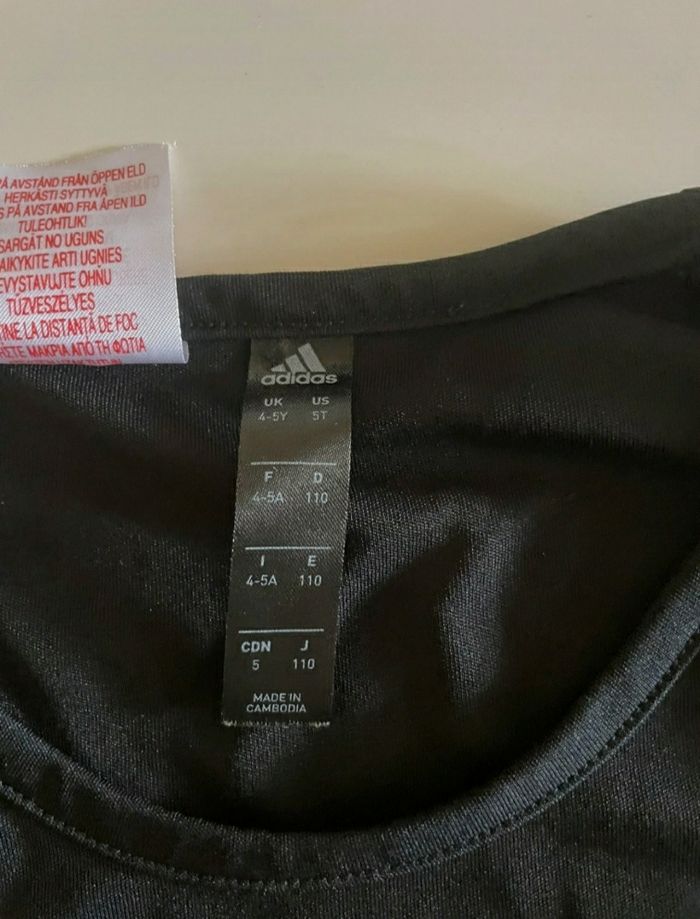 PÅ AVSTÅND FRÅN ÖPPEN ELD
HERKÄSTI SYTTYVÄ
PÅ AVSTAND FRA ÅPEN ILD
TULEOHTLIK!
SARGĀT NO UGUNS
LAIKYKITE ARTI UGNIES
EVYSTAVUJTE OHNU
TŰZVESZÉLYES
TINE LA DISTANȚĂ DE FOC
ΜΑΚΡΙΑ ΑΠΟ ΤΗ ΦΩΤΙΑ
adidas
UK US
4-5Y 5T
F D
4-5A 110
I E
4-5A 110
CDN J
5 110
MADE IN
CAMBODIA